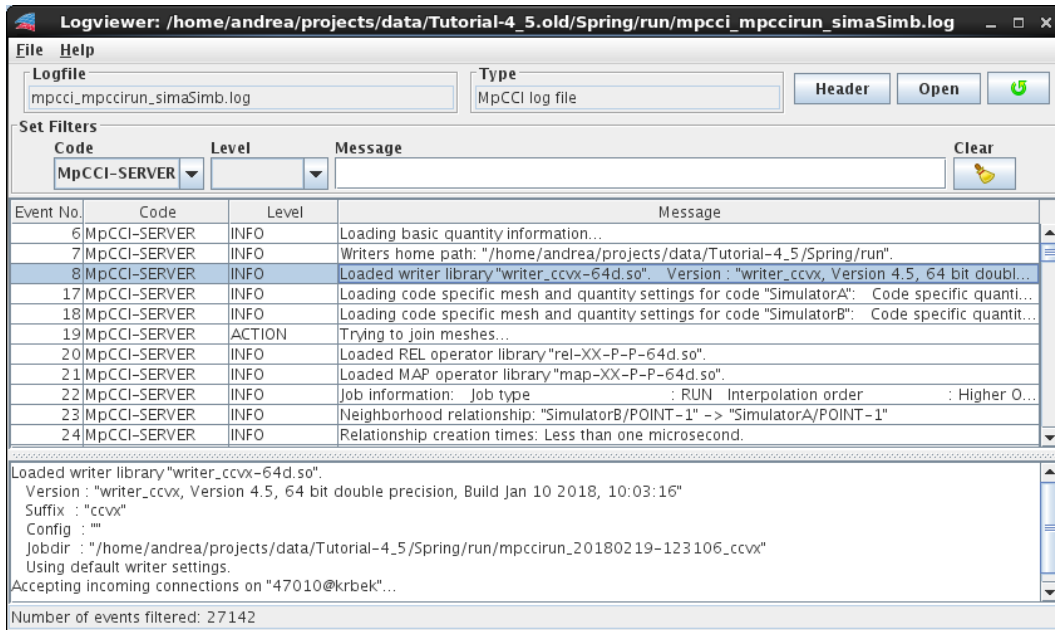 Logviewer: /home/andrea/projects/data/Tutorial-4_5.old/Spring/run/mpcci_mpccirun_simaSimb.log
File Help
Logfile Type
mpcci_mpccirun_simaSimb.log MpCCI log file Header Open
Set Filters
Code Level Message Clear
MpCCI-SERVER
Event No. Code Level Message
6 MpCCI-SERVER INFO Loading basic quantity information...
7 MpCCI-SERVER INFO Writers home path: "/home/andrea/projects/data/Tutorial-4_5/Spring/run".
8 MpCCI-SERVER INFO Loaded writer library "writer_ccvx-64d.so". Version : "writer_ccvx, Version 4.5, 64 bit doubl...
17 MpCCI-SERVER INFO Loading code specific mesh and quantity settings for code "SimulatorA": Code specific quanti...
18 MpCCI-SERVER INFO Loading code specific mesh and quantity settings for code "SimulatorB": Code specific quantit...
19 MpCCI-SERVER ACTION Trying to join meshes...
20 MpCCI-SERVER INFO Loaded REL operator library "rel-XX-P-P-64d.so".
21 MpCCI-SERVER INFO Loaded MAP operator library "map-XX-P-P-64d.so".
22 MpCCI-SERVER INFO Job information: Job type : RUN Interpolation order : Higher O...
23 MpCCI-SERVER INFO Neighborhood relationship: "SimulatorB/POINT-1" -> "SimulatorA/POINT-1"
24 MpCCI-SERVER INFO Relationship creation times: Less than one microsecond.
Loaded writer library "writer_ccvx-64d.so".
Version : "writer_ccvx, Version 4.5, 64 bit double precision, Build Jan 10 2018, 10:03:16"
Suffix : "ccvx"
Config : ""
Jobdir : "/home/andrea/projects/data/Tutorial-4_5/Spring/run/mpccirun_20180219-123106_ccvx"
Using default writer settings.
Accepting incoming connections on "47010@krbek"...
Number of events filtered: 27142